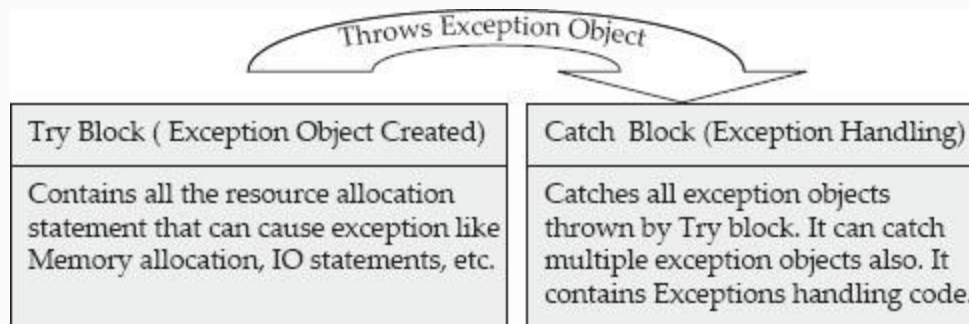 Throws Exception Object
Try Block ( Exception Object Created)
Contains all the resource allocation
statement that can cause exception like
Memory allocation, IO statements, etc.
Catch Block (Exception Handling)
Catches all exception objects
thrown by Try block. It can catch
multiple exception objects also. It
contains Exceptions handling code.